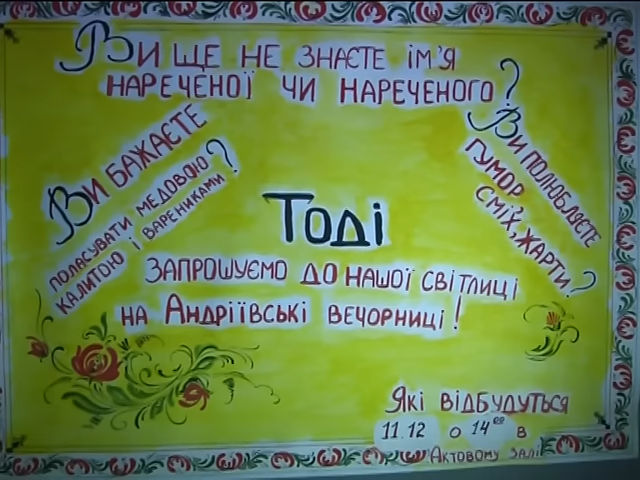 Ви ще не знаєте ім'я
нареченої чи нареченого?
Ви бажаєте
поласувати медовою
калитою і варениками?
Ви полюбляєте
гумор
сміх, жарти?
Тоді
запрошуємо до нашої світлиці
на Андріївські вечорниці!
Які відбудуться
11.12 о 14⁰⁰ в
Актовому залі